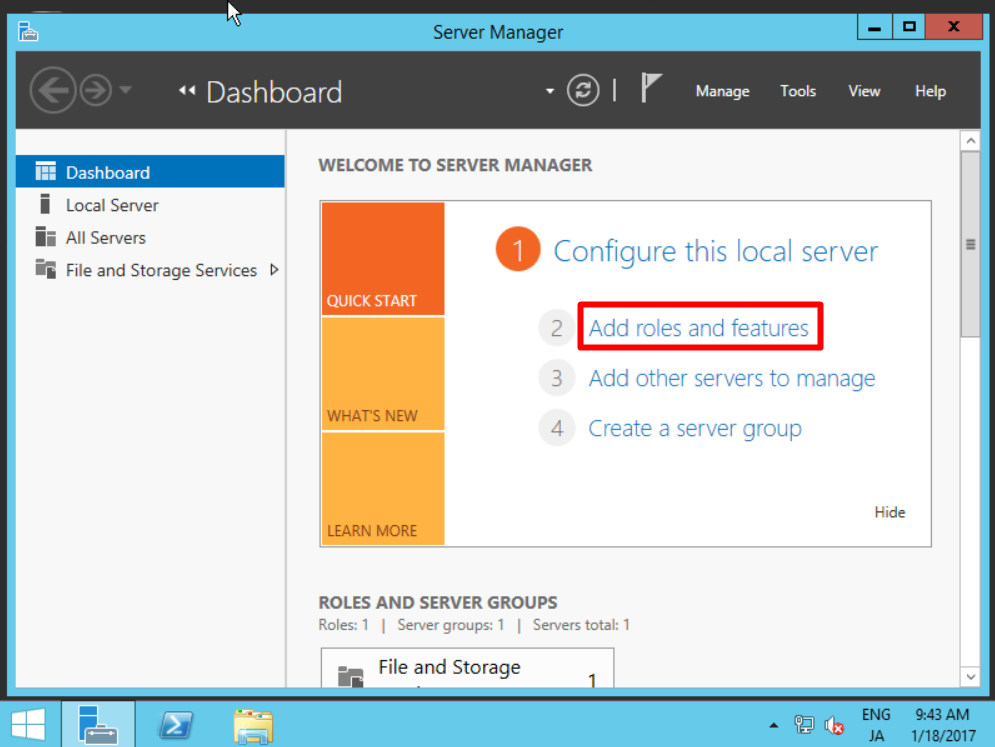 Server Manager
Dashboard
Manage Tools View Help
Dashboard
Local Server
All Servers
File and Storage Services
WELCOME TO SERVER MANAGER
QUICK START
WHAT'S NEW
LEARN MORE
1 Configure this local server
2 Add roles and features
3 Add other servers to manage
4 Create a server group
Hide
ROLES AND SERVER GROUPS
Roles: 1 | Server groups: 1 | Servers total: 1
File and Storage 1
ENG 9:43 AM
JA 1/18/2017